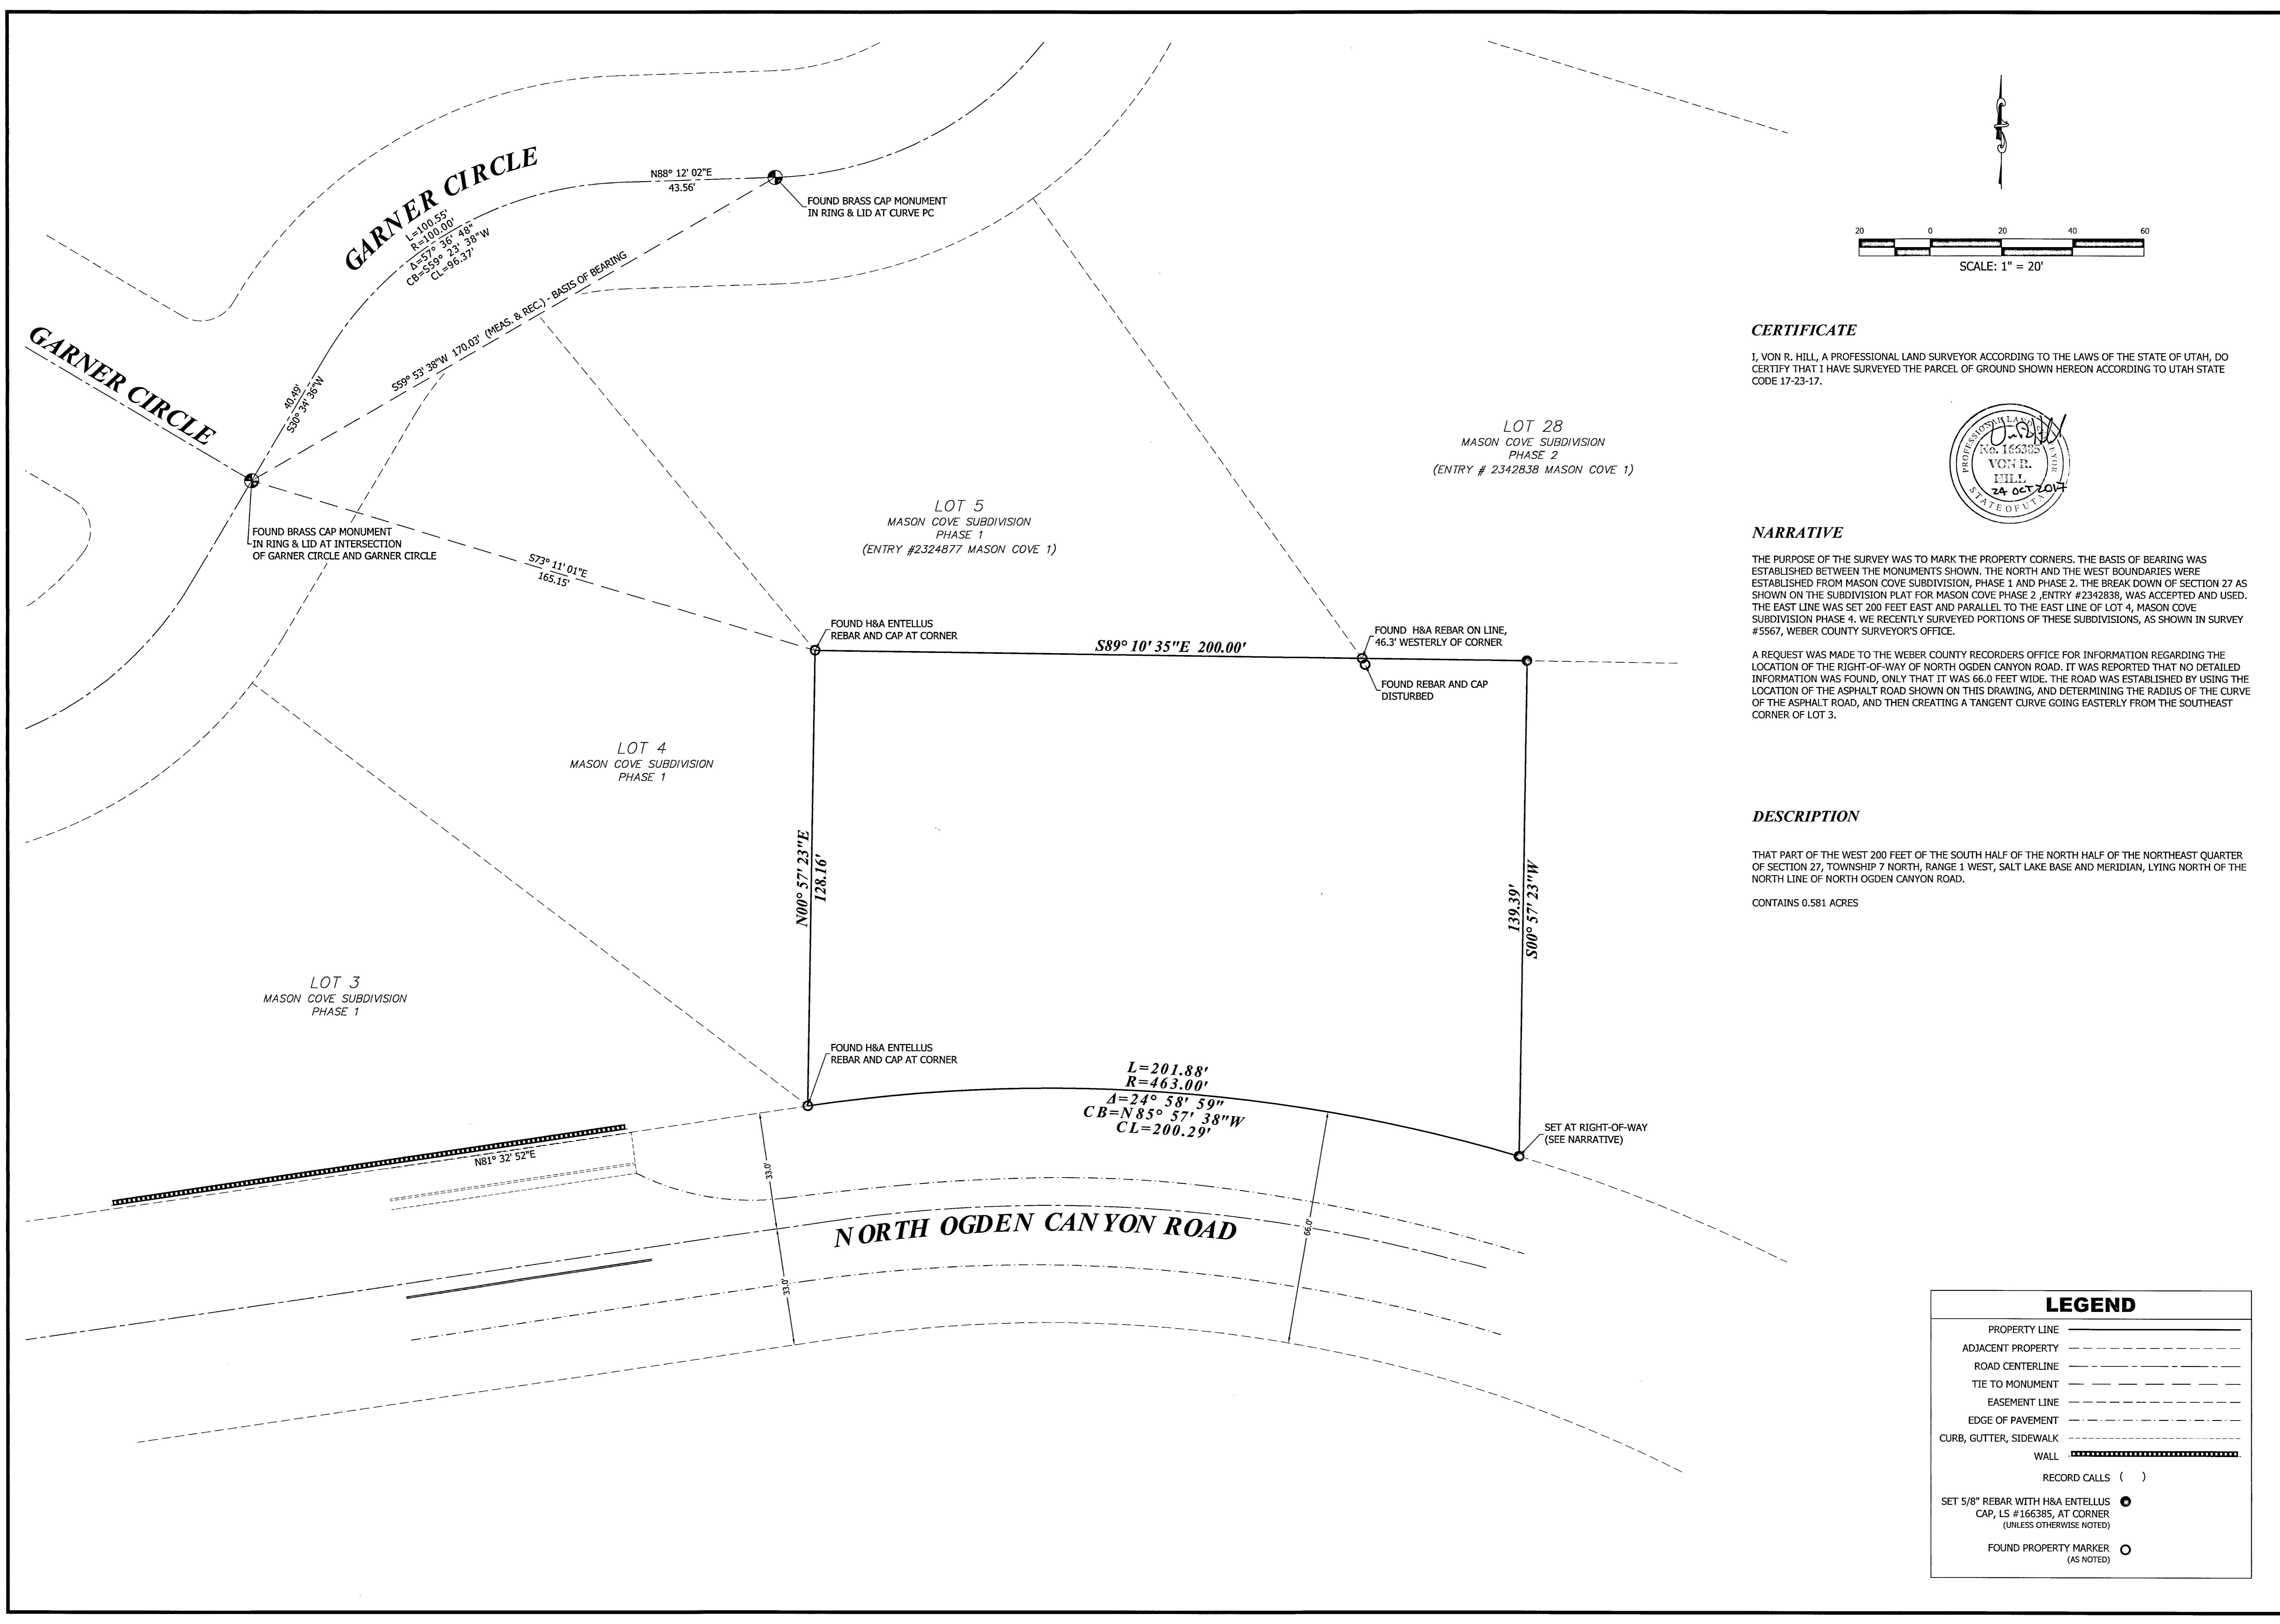 GARNER CIRCLE
L=100.55'
R=100.00'
Δ=57° 36' 48"
CB=S59° 23' 38"W
CL=96.37'
N88° 12' 02"E
43.56'
FOUND BRASS CAP MONUMENT
IN RING & LID AT CURVE PC
S59° 53' 38"W 170.03' (MEAS. & REC.) - BASIS OF BEARING
GARNER CIRCLE
40.49'
S30° 34' 36"W
FOUND BRASS CAP MONUMENT
IN RING & LID AT INTERSECTION
OF GARNER CIRCLE AND GARNER CIRCLE
S73° 11' 01"E
165.15'
LOT 5
MASON COVE SUBDIVISION
PHASE 1
(ENTRY #2324877 MASON COVE 1)
LOT 28
MASON COVE SUBDIVISION
PHASE 2
(ENTRY # 2342838 MASON COVE 1)
FOUND H&A ENTELLUS
REBAR AND CAP AT CORNER
S89° 10' 35"E 200.00'
FOUND H&A REBAR ON LINE,
46.3' WESTERLY OF CORNER
FOUND REBAR AND CAP
DISTURBED
LOT 4
MASON COVE SUBDIVISION
PHASE 1
N00° 57' 23"E
128.16'
139.39'
S00° 57' 23"W
LOT 3
MASON COVE SUBDIVISION
PHASE 1
FOUND H&A ENTELLUS
REBAR AND CAP AT CORNER
L=201.88'
R=463.00'
Δ=24° 58' 59"
CB=N85° 57' 38"W
CL=200.29'
SET AT RIGHT-OF-WAY
(SEE NARRATIVE)
N81° 32' 52"E
33.0'
33.0'
66.0'
NORTH OGDEN CANYON ROAD
20 0 20 40 60
SCALE: 1" = 20'
CERTIFICATE
I, VON R. HILL, A PROFESSIONAL LAND SURVEYOR ACCORDING TO THE LAWS OF THE STATE OF UTAH, DO
CERTIFY THAT I HAVE SURVEYED THE PARCEL OF GROUND SHOWN HEREON ACCORDING TO UTAH STATE
CODE 17-23-17.
PROFESSIONAL LAND SURVEYOR
No. 166385
VON R.
HILL
24 OCT 2017
STATE OF UTAH
NARRATIVE
THE PURPOSE OF THE SURVEY WAS TO MARK THE PROPERTY CORNERS. THE BASIS OF BEARING WAS
ESTABLISHED BETWEEN THE MONUMENTS SHOWN. THE NORTH AND THE WEST BOUNDARIES WERE
ESTABLISHED FROM MASON COVE SUBDIVISION, PHASE 1 AND PHASE 2. THE BREAK DOWN OF SECTION 27 AS
SHOWN ON THE SUBDIVISION PLAT FOR MASON COVE PHASE 2 ,ENTRY #2342838, WAS ACCEPTED AND USED.
THE EAST LINE WAS SET 200 FEET EAST AND PARALLEL TO THE EAST LINE OF LOT 4, MASON COVE
SUBDIVISION PHASE 4. WE RECENTLY SURVEYED PORTIONS OF THESE SUBDIVISIONS, AS SHOWN IN SURVEY
#5567, WEBER COUNTY SURVEYOR'S OFFICE.
A REQUEST WAS MADE TO THE WEBER COUNTY RECORDERS OFFICE FOR INFORMATION REGARDING THE
LOCATION OF THE RIGHT-OF-WAY OF NORTH OGDEN CANYON ROAD. IT WAS REPORTED THAT NO DETAILED
INFORMATION WAS FOUND, ONLY THAT IT WAS 66.0 FEET WIDE. THE ROAD WAS ESTABLISHED BY USING THE
LOCATION OF THE ASPHALT ROAD SHOWN ON THIS DRAWING, AND DETERMINING THE RADIUS OF THE CURVE
OF THE ASPHALT ROAD, AND THEN CREATING A TANGENT CURVE GOING EASTERLY FROM THE SOUTHEAST
CORNER OF LOT 3.
DESCRIPTION
THAT PART OF THE WEST 200 FEET OF THE SOUTH HALF OF THE NORTH HALF OF THE NORTHEAST QUARTER
OF SECTION 27, TOWNSHIP 7 NORTH, RANGE 1 WEST, SALT LAKE BASE AND MERIDIAN, LYING NORTH OF THE
NORTH LINE OF NORTH OGDEN CANYON ROAD.
CONTAINS 0.581 ACRES
LEGEND
PROPERTY LINE
ADJACENT PROPERTY
ROAD CENTERLINE
TIE TO MONUMENT
EASEMENT LINE
EDGE OF PAVEMENT
CURB, GUTTER, SIDEWALK
WALL
RECORD CALLS ( )
SET 5/8" REBAR WITH H&A ENTELLUS
CAP, LS #166385, AT CORNER
(UNLESS OTHERWISE NOTED)
FOUND PROPERTY MARKER
(AS NOTED)